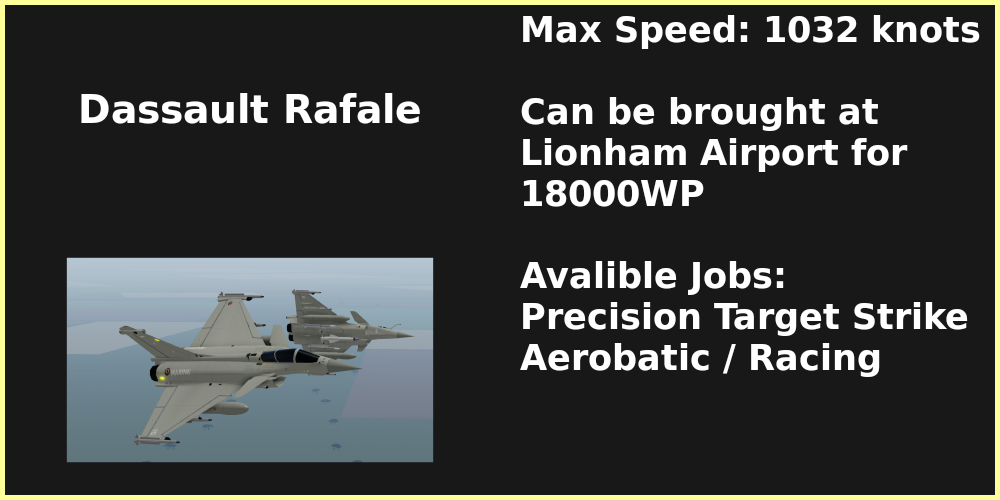 Dassault Rafale
Max Speed: 1032 knots
Can be brought at
Lionham Airport for
18000WP
Avalible Jobs:
Precision Target Strike
Aerobatic / Racing